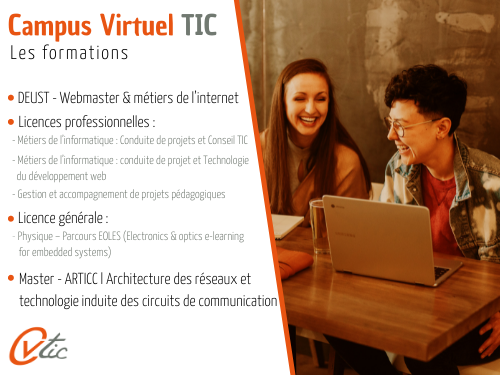 Campus Virtuel TIC
Les formations
• DEUST - Webmaster & métiers de l'internet
• Licences professionnelles :
- Métiers de l'informatique : Conduite de projets et Conseil TIC
- Métiers de l'informatique : conduite de projet et Technologie
du développement web
- Gestion et accompagnement de projets pédagogiques
• Licence générale :
- Physique – Parcours EOLES (Electronics & optics e-learning
for embedded systems)
• Master - ARTICC l Architecture des réseaux et
technologie induite des circuits de communication
Cvtic